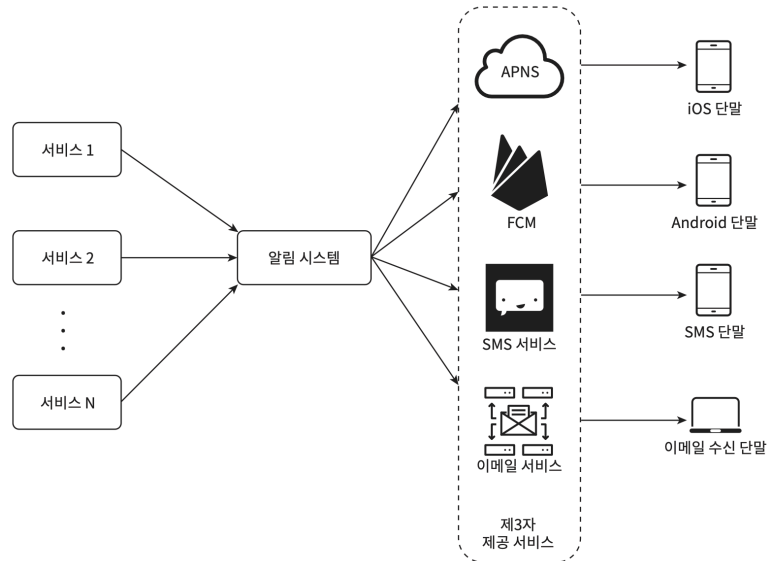 서비스 1
서비스 2
서비스 N
알림 시스템
APNS
FCM
SMS 서비스
이메일 서비스
제3자
제공 서비스
iOS 단말
Android 단말
SMS 단말
이메일 수신 단말